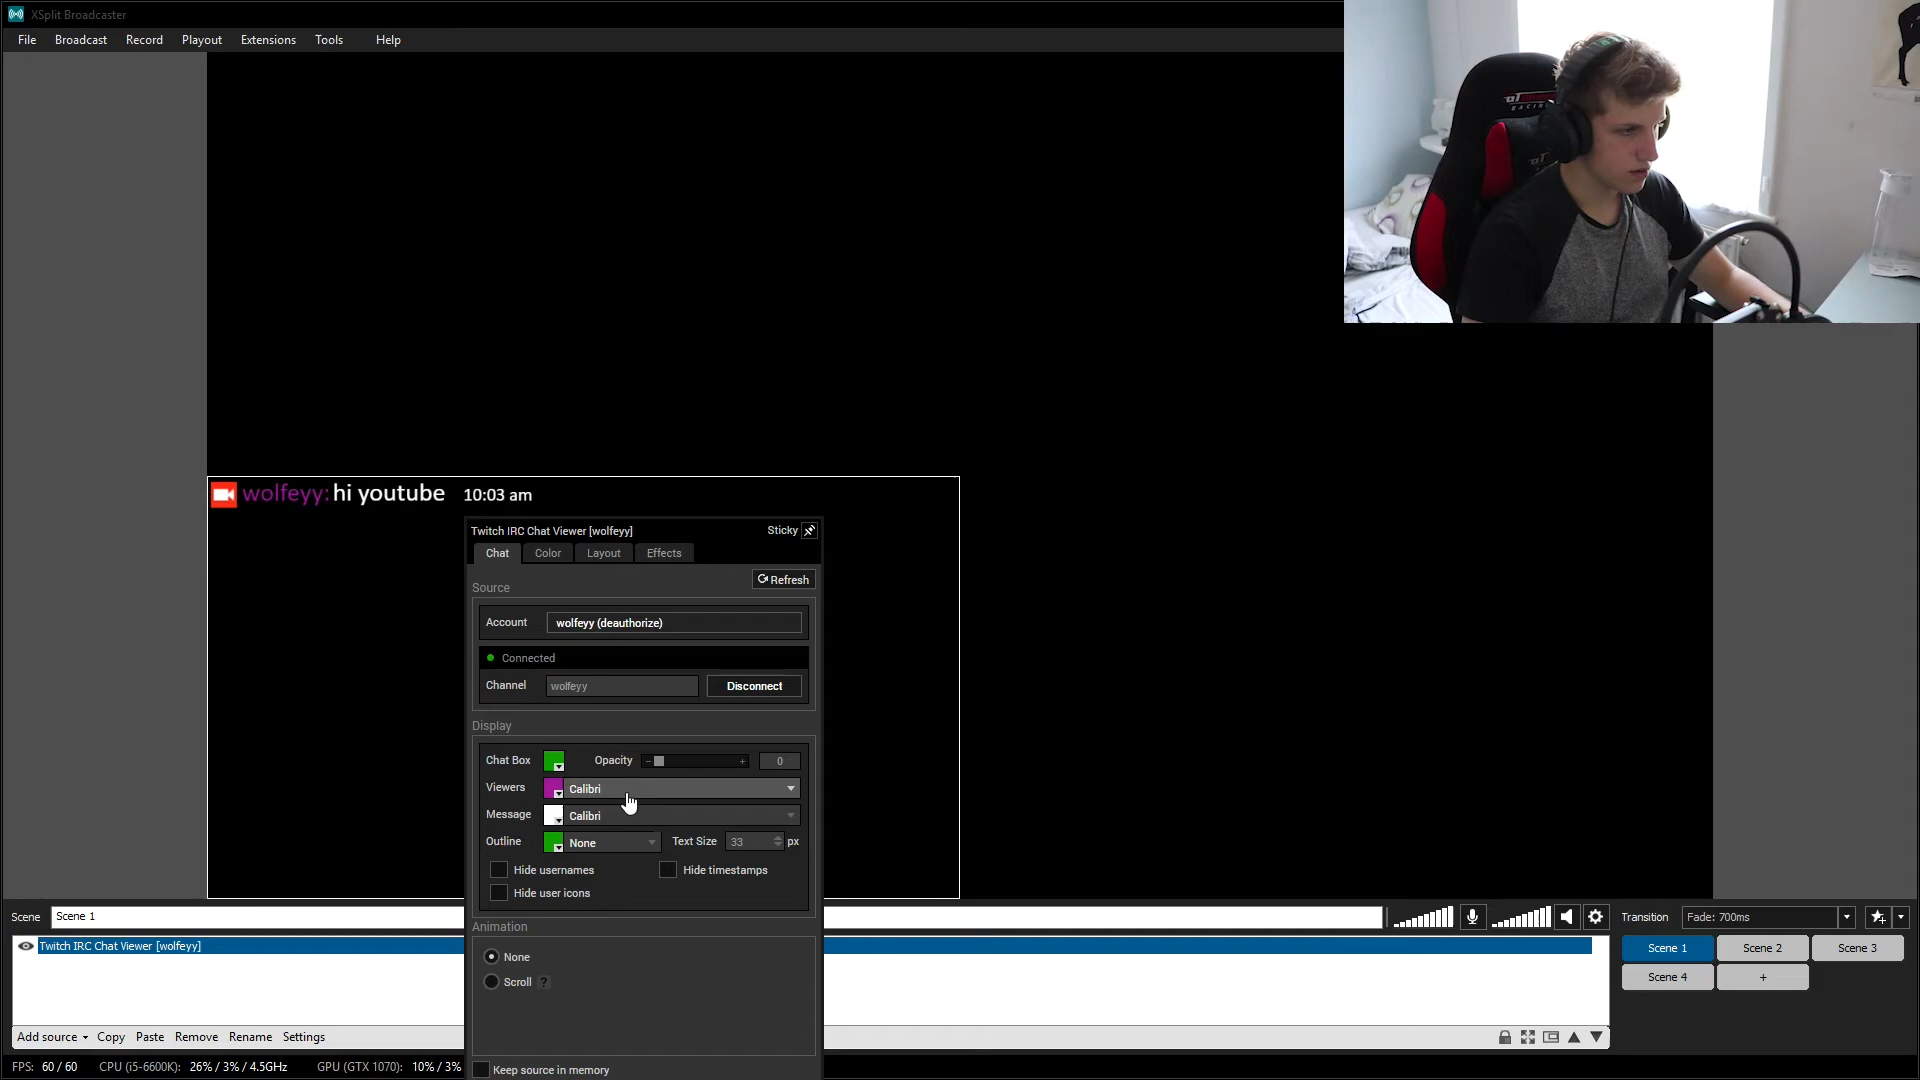 XSplit Broadcaster
File Broadcast Record Playout Extensions Tools Help
wolfeyy: hi youtube 10:03 am
Twitch IRC Chat Viewer [wolfeyy] Sticky
Chat Color Layout Effects
Refresh
Source
Account wolfeyy (deauthorize)
Connected
Channel wolfeyy Disconnect
Display
Chat Box Opacity - + 0
Viewers Calibri
Message Calibri
Outline None Text Size 33 px
Hide usernames Hide timestamps
Hide user icons
Animation
None
Scroll ?
Keep source in memory
Scene Scene 1
Twitch IRC Chat Viewer [wolfeyy]
Add source Copy Paste Remove Rename Settings
Transition Fade: 700ms
Scene 1 Scene 2 Scene 3
Scene 4 +
FPS: 60 / 60 CPU (i5-6600K): 26% / 3% / 4.5GHz GPU (GTX 1070): 10% / 3%